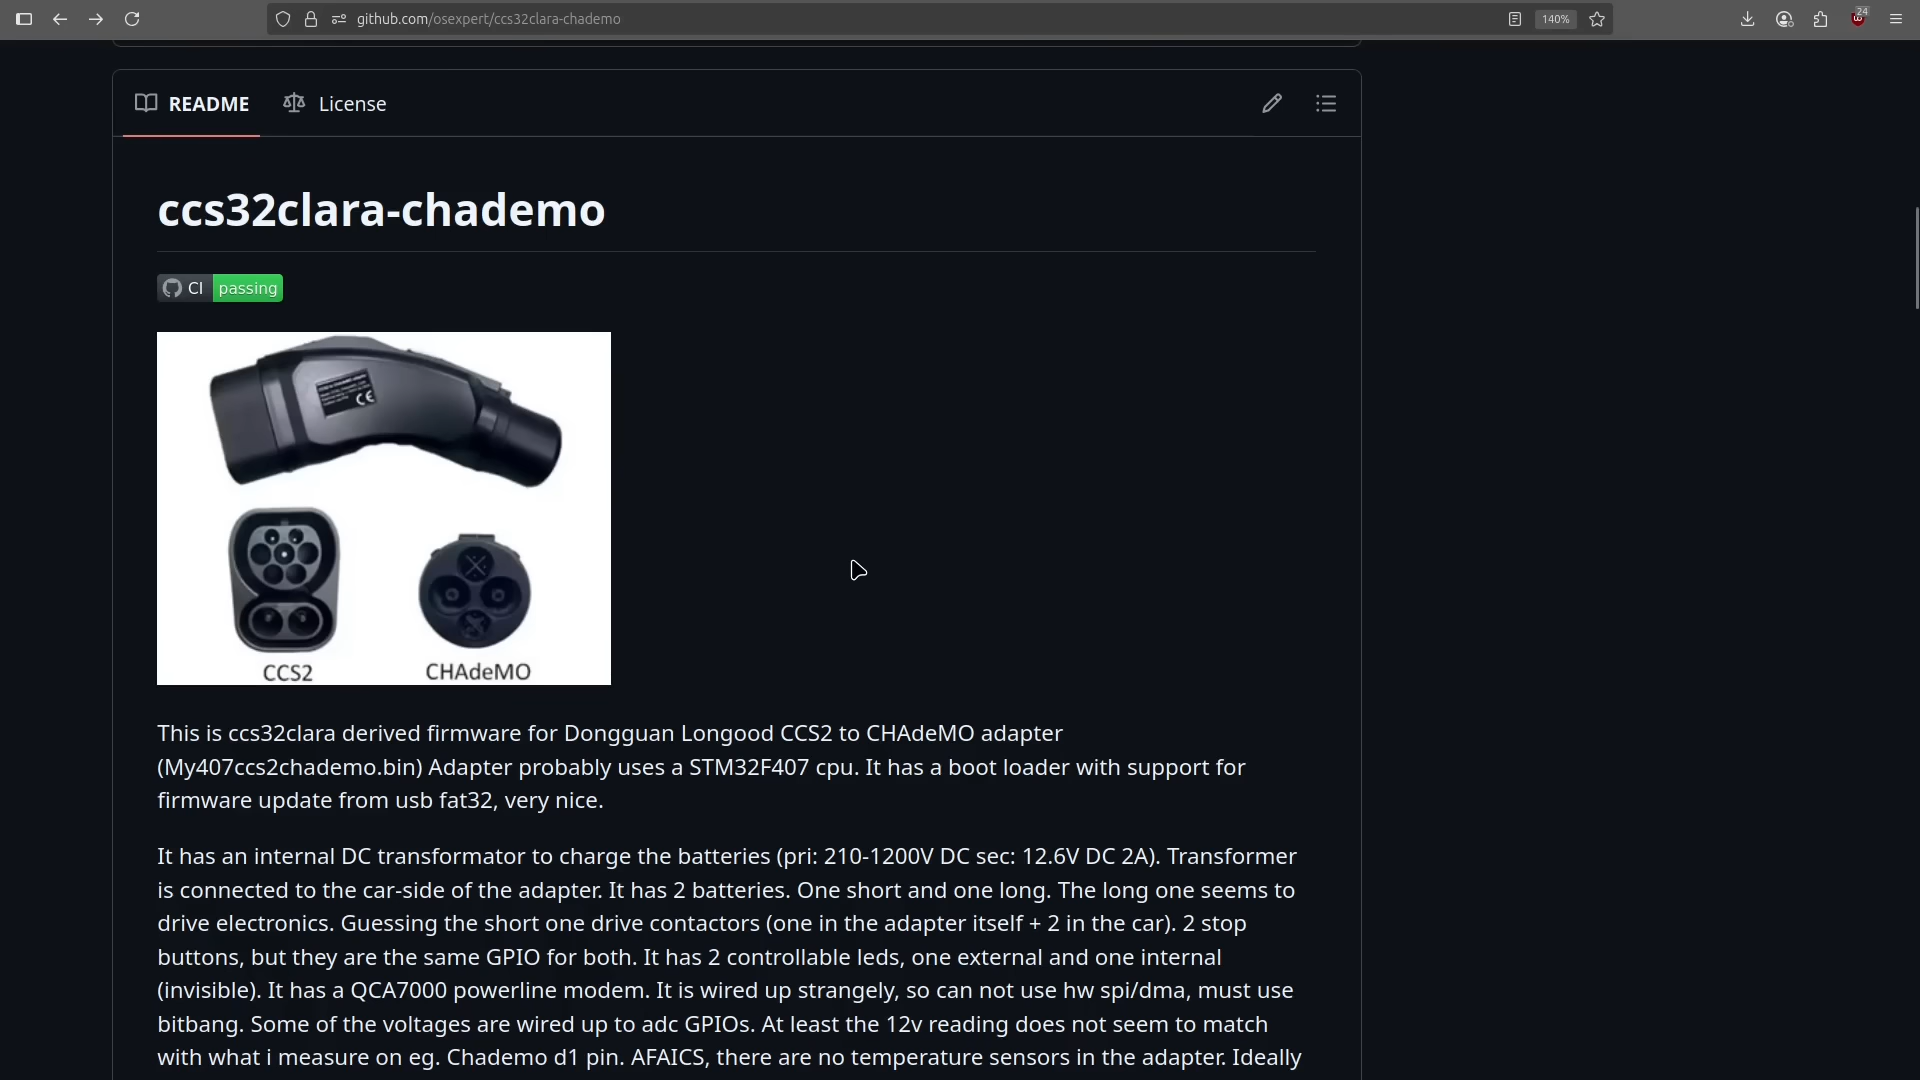 github.com/osexpert/ccs32clara-chademo
140%
24
README
License
ccs32clara-chademo
CI passing
CCS2
CHAdeMO
This is ccs32clara derived firmware for Dongguan Longood CCS2 to CHAdeMO adapter
(My407ccs2chademo.bin) Adapter probably uses a STM32F407 cpu. It has a boot loader with support for
firmware update from usb fat32, very nice.
It has an internal DC transformator to charge the batteries (pri: 210-1200V DC sec: 12.6V DC 2A). Transformer
is connected to the car-side of the adapter. It has 2 batteries. One short and one long. The long one seems to
drive electronics. Guessing the short one drive contactors (one in the adapter itself + 2 in the car). 2 stop
buttons, but they are the same GPIO for both. It has 2 controllable leds, one external and one internal
(invisible). It has a QCA7000 powerline modem. It is wired up strangely, so can not use hw spi/dma, must use
bitbang. Some of the voltages are wired up to adc GPIOs. At least the 12v reading does not seem to match
with what i measure on eg. Chademo d1 pin. AFAICS, there are no temperature sensors in the adapter. Ideally